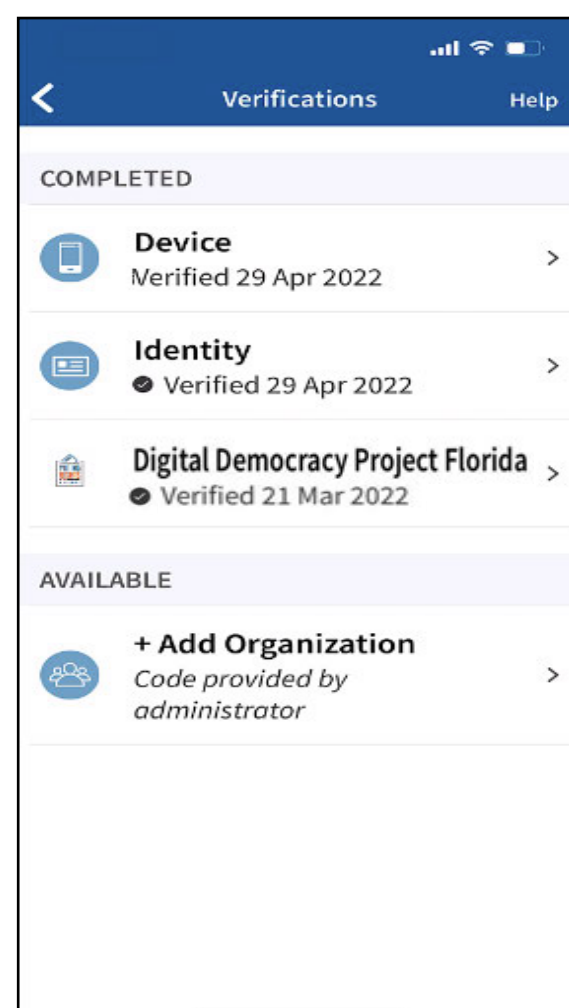 Verifications
Help
COMPLETED
Device
Verified 29 Apr 2022
Identity
Verified 29 Apr 2022
Digital Democracy Project Florida
Verified 21 Mar 2022
AVAILABLE
+ Add Organization
Code provided by
administrator